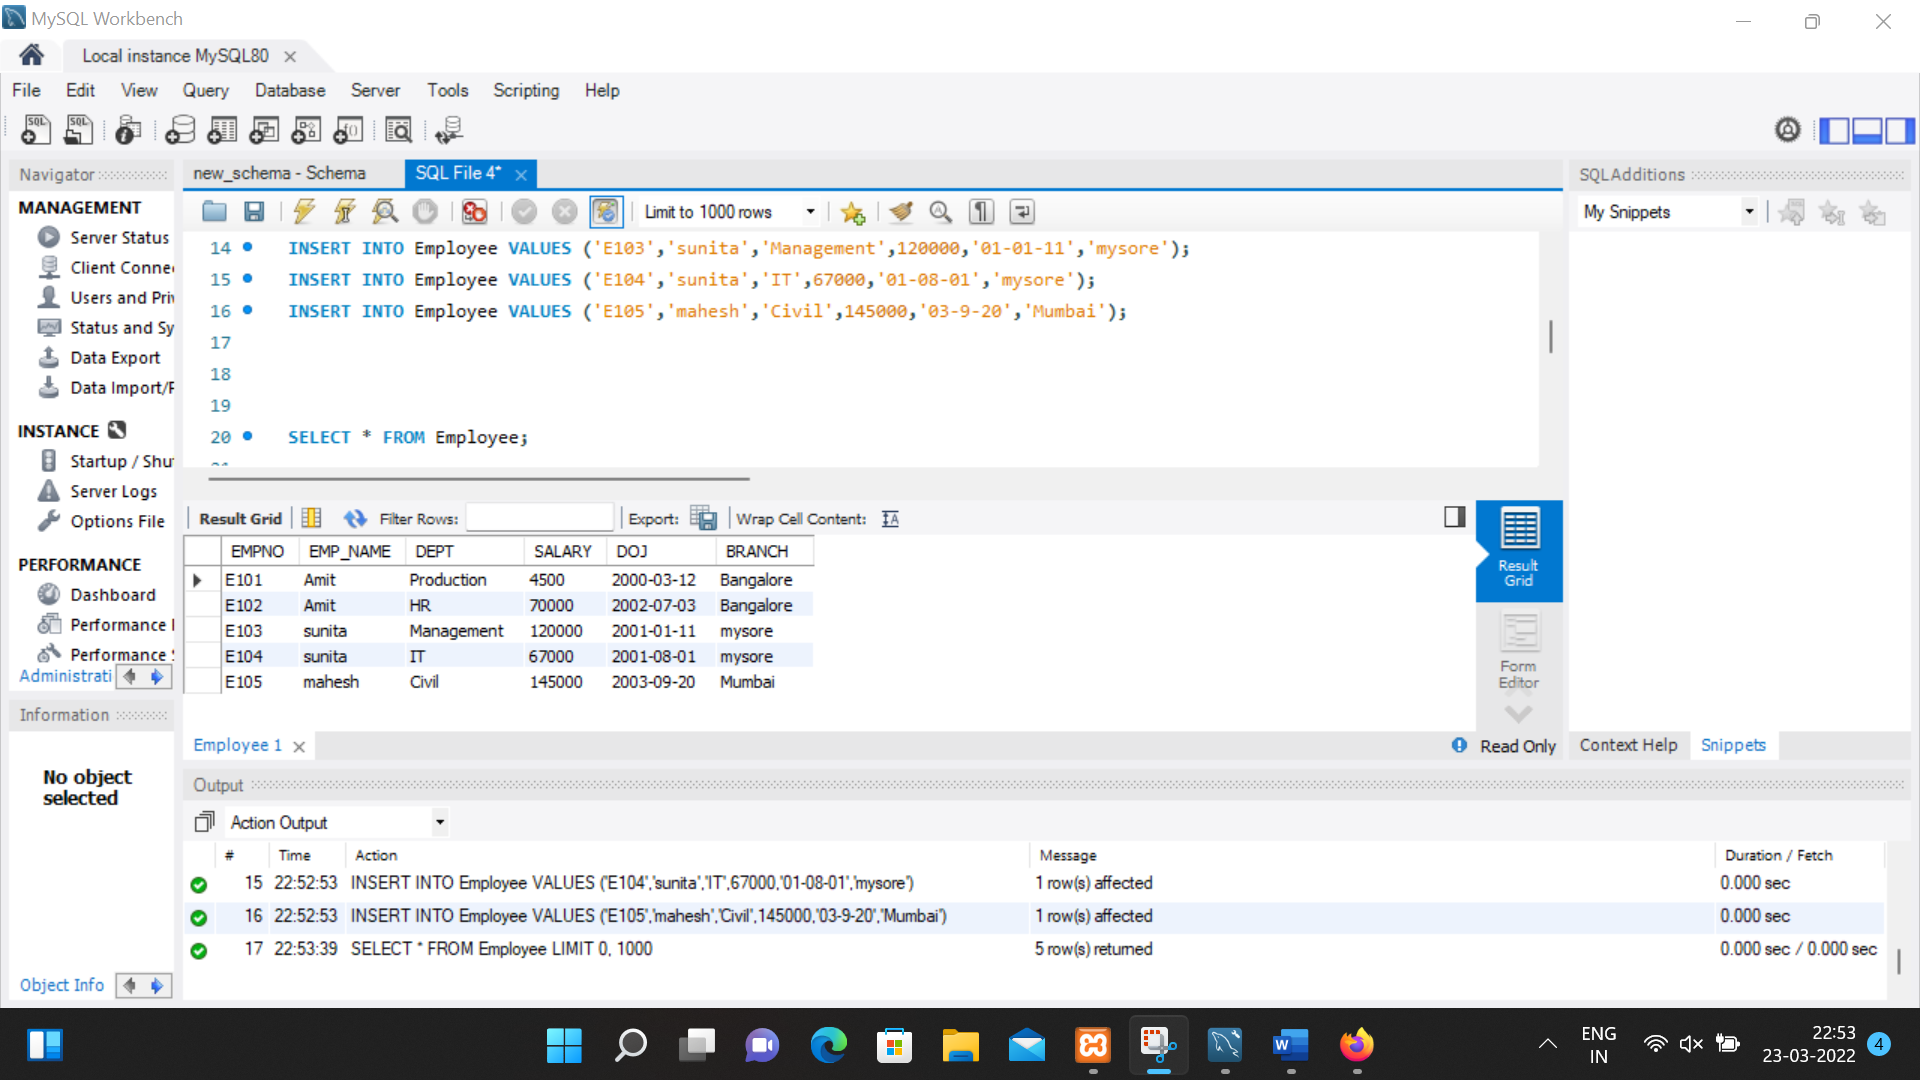 MySQL Workbench
Local instance MySQL80
File Edit View Query Database Server Tools Scripting Help
Navigator
MANAGEMENT
Server Status
Client Conne
Users and Pri
Status and Sy
Data Export
Data Import/
INSTANCE
Startup / Shu
Server Logs
Options File
PERFORMANCE
Dashboard
Performance
Performance
Administrati
Information
No object
selected
Object Info
new_schema - Schema SQL File 4*
Limit to 1000 rows
14 INSERT INTO Employee VALUES ('E103','sunita','Management',120000,'01-01-11','mysore');
15 INSERT INTO Employee VALUES ('E104','sunita','IT',67000,'01-08-01','mysore');
16 INSERT INTO Employee VALUES ('E105','mahesh','Civil',145000,'03-9-20','Mumbai');
17
18
19
20 SELECT * FROM Employee;
Result Grid Filter Rows: Export: Wrap Cell Content:
EMPNO EMP_NAME DEPT SALARY DOJ BRANCH
E101 Amit Production 4500 2000-03-12 Bangalore
E102 Amit HR 70000 2002-07-03 Bangalore
E103 sunita Management 120000 2001-01-11 mysore
E104 sunita IT 67000 2001-08-01 mysore
E105 mahesh Civil 145000 2003-09-20 Mumbai
Result
Grid
Form
Editor
Employee 1 Read Only
SQLAdditions
My Snippets
Context Help Snippets
Output
Action Output
# Time Action Message Duration / Fetch
15 22:52:53 INSERT INTO Employee VALUES ('E104','sunita','IT',67000,'01-08-01','mysore') 1 row(s) affected 0.000 sec
16 22:52:53 INSERT INTO Employee VALUES ('E105','mahesh','Civil',145000,'03-9-20','Mumbai') 1 row(s) affected 0.000 sec
17 22:53:39 SELECT * FROM Employee LIMIT 0, 1000 5 row(s) returned 0.000 sec / 0.000 sec
ENG
IN
22:53
23-03-2022
4